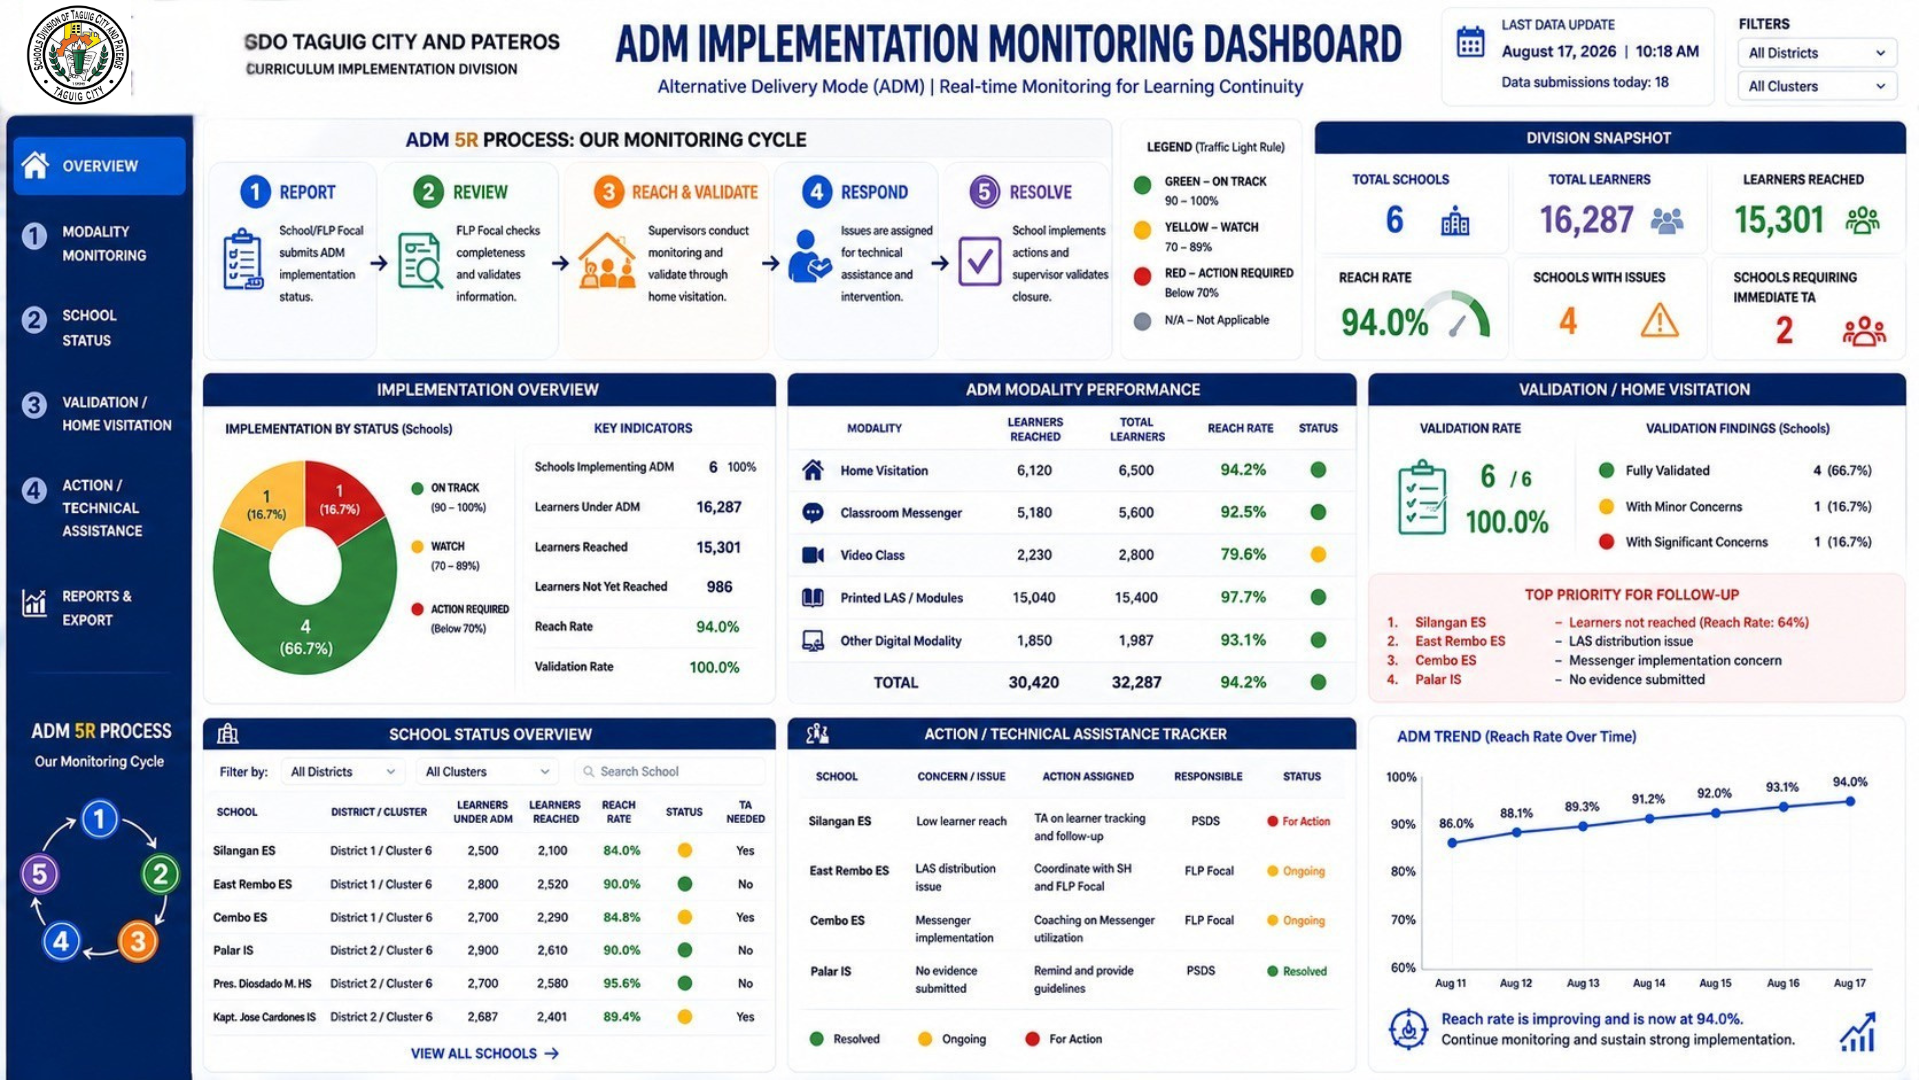 SCHOOLS DIVISION OF TAGUIG CITY AND PATEROS
TAGUIG CITY
SDO TAGUIG CITY AND PATEROS
CURRICULUM IMPLEMENTATION DIVISION
ADM IMPLEMENTATION MONITORING DASHBOARD
Alternative Delivery Mode (ADM) | Real-time Monitoring for Learning Continuity
LAST DATA UPDATE
August 17, 2026 | 10:18 AM
Data submissions today: 18
FILTERS
All Districts
All Clusters
OVERVIEW
1 MODALITY
MONITORING
2 SCHOOL
STATUS
3 VALIDATION /
HOME VISITATION
4 ACTION /
TECHNICAL
ASSISTANCE
REPORTS &
EXPORT
ADM 5R PROCESS
Our Monitoring Cycle
1
2
3
4
5
ADM 5R PROCESS: OUR MONITORING CYCLE
1 REPORT
School/FLP Focal
submits ADM
implementation
status.
2 REVIEW
FLP Focal checks
completeness
and validates
information.
3 REACH & VALIDATE
Supervisors conduct
monitoring and
validate through
home visitation.
4 RESPOND
Issues are assigned
for technical
assistance and
intervention.
5 RESOLVE
School implements
actions and
supervisor validates
closure.
LEGEND (Traffic Light Rule)
GREEN – ON TRACK
90 – 100%
YELLOW – WATCH
70 – 89%
RED – ACTION REQUIRED
Below 70%
N/A – Not Applicable
DIVISION SNAPSHOT
TOTAL SCHOOLS
6
TOTAL LEARNERS
16,287
LEARNERS REACHED
15,301
REACH RATE
94.0%
SCHOOLS WITH ISSUES
4
SCHOOLS REQUIRING
IMMEDIATE TA
2
IMPLEMENTATION OVERVIEW
IMPLEMENTATION BY STATUS (Schools)
1
(16.7%)
1
(16.7%)
4
(66.7%)
ON TRACK
(90 – 100%)
WATCH
(70 – 89%)
ACTION REQUIRED
(Below 70%)
KEY INDICATORS
Schools Implementing ADM 6 100%
Learners Under ADM 16,287
Learners Reached 15,301
Learners Not Yet Reached 986
Reach Rate 94.0%
Validation Rate 100.0%
ADM MODALITY PERFORMANCE
MODALITY LEARNERS REACHED TOTAL LEARNERS REACH RATE STATUS
Home Visitation 6,120 6,500 94.2%
Classroom Messenger 5,180 5,600 92.5%
Video Class 2,230 2,800 79.6%
Printed LAS / Modules 15,040 15,400 97.7%
Other Digital Modality 1,850 1,987 93.1%
TOTAL 30,420 32,287 94.2%
VALIDATION / HOME VISITATION
VALIDATION RATE
6 / 6
100.0%
VALIDATION FINDINGS (Schools)
Fully Validated 4 (66.7%)
With Minor Concerns 1 (16.7%)
With Significant Concerns 1 (16.7%)
TOP PRIORITY FOR FOLLOW-UP
1. Silangan ES – Learners not reached (Reach Rate: 64%)
2. East Rembo ES – LAS distribution issue
3. Cembo ES – Messenger implementation concern
4. Palar IS – No evidence submitted
SCHOOL STATUS OVERVIEW
Filter by: All Districts All Clusters Search School
SCHOOL DISTRICT / CLUSTER LEARNERS UNDER ADM LEARNERS REACHED REACH RATE STATUS TA NEEDED
Silangan ES District 1 / Cluster 6 2,500 2,100 84.0% Yes
East Rembo ES District 1 / Cluster 6 2,800 2,520 90.0% No
Cembo ES District 1 / Cluster 6 2,700 2,290 84.8% Yes
Palar IS District 2 / Cluster 6 2,900 2,610 90.0% No
Pres. Diosdado M. HS District 2 / Cluster 6 2,700 2,580 95.6% No
Kapt. Jose Cardones IS District 2 / Cluster 6 2,687 2,401 89.4% Yes
VIEW ALL SCHOOLS →
ACTION / TECHNICAL ASSISTANCE TRACKER
SCHOOL CONCERN / ISSUE ACTION ASSIGNED RESPONSIBLE STATUS
Silangan ES Low learner reach TA on learner tracking and follow-up PSDS For Action
East Rembo ES LAS distribution issue Coordinate with SH and FLP Focal FLP Focal Ongoing
Cembo ES Messenger implementation Coaching on Messenger utilization FLP Focal Ongoing
Palar IS No evidence submitted Remind and provide guidelines PSDS Resolved
Resolved Ongoing For Action
ADM TREND (Reach Rate Over Time)
100%
90%
80%
70%
60%
86.0% 88.1% 89.3% 91.2% 92.0% 93.1% 94.0%
Aug 11 Aug 12 Aug 13 Aug 14 Aug 15 Aug 16 Aug 17
Reach rate is improving and is now at 94.0%.
Continue monitoring and sustain strong implementation.